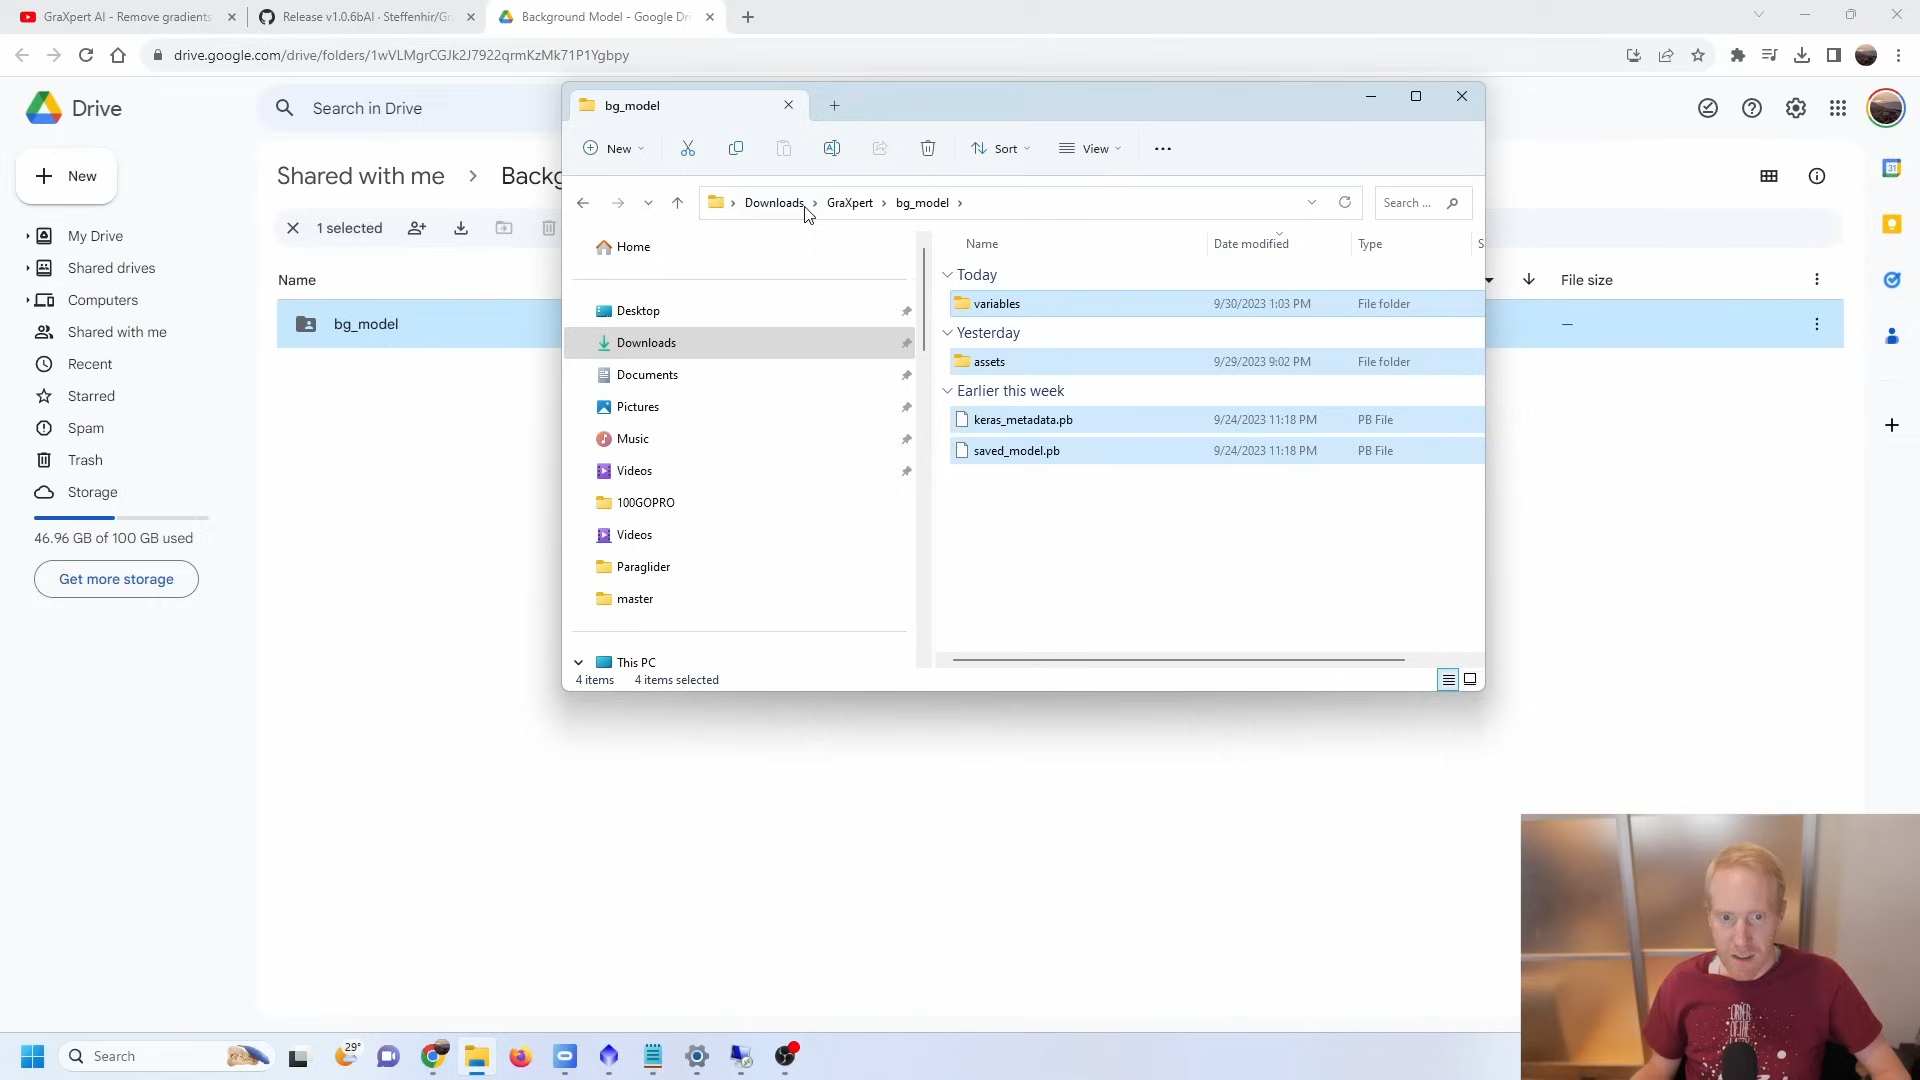 GraXpert AI - Remove gradients
Release v1.0.6bAI - Steffenhir/Gr
Background Model - Google Dr
drive.google.com/drive/folders/1wVLMgrCGJk2J7922qrmKzMk71P1Ygbpy
Drive
Search in Drive
New
My Drive
Shared drives
Computers
Shared with me
Recent
Starred
Spam
Trash
Storage
46.96 GB of 100 GB used
Get more storage
Shared with me > Backg
1 selected
Name
File size
bg_model
—
bg_model
New
Sort
View
Downloads > GraXpert > bg_model >
Search ...
Home
Desktop
Downloads
Documents
Pictures
Music
Videos
100GOPRO
Videos
Paraglider
master
This PC
Name Date modified Type S
Today
variables 9/30/2023 1:03 PM File folder
Yesterday
assets 9/29/2023 9:02 PM File folder
Earlier this week
keras_metadata.pb 9/24/2023 11:18 PM PB File
saved_model.pb 9/24/2023 11:18 PM PB File
4 items 4 items selected
31
Search
29°